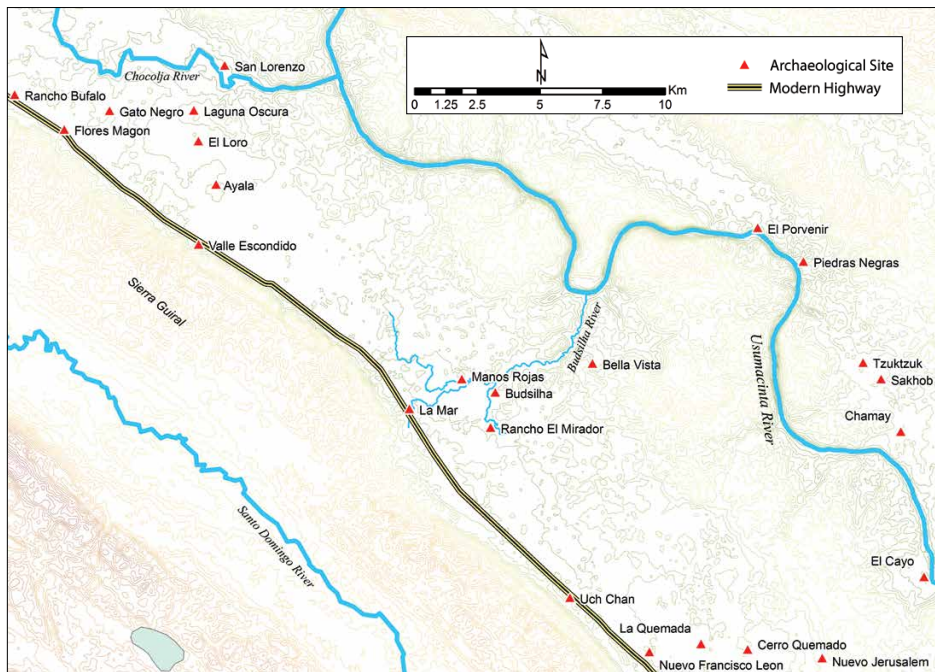 San Lorenzo
Chocolja River
N
Archaeological Site
Km
Modern Highway
0 1.25 2.5 5 7.5 10
Rancho Bufalo
Gato Negro
Laguna Oscura
Flores Magon
El Loro
Ayala
Valle Escondido
El Porvenir
Piedras Negras
Sierra Guiral
Budsilha River
Usumacinta River
Bella Vista
Tzuktzuk
Manos Rojas
Sakhob
Budsilha
La Mar
Chamay
Rancho El Mirador
Santo Domingo River
El Cayo
Uch Chan
La Quemada
Cerro Quemado
Nuevo Francisco Leon
Nuevo Jerusalem